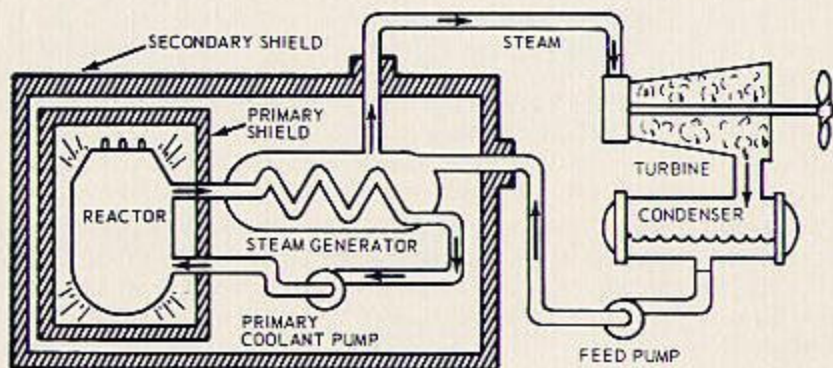 SECONDARY SHIELD
STEAM
PRIMARY
SHIELD
TURBINE
REACTOR
CONDENSER
STEAM GENERATOR
PRIMARY
COOLANT PUMP
FEED PUMP